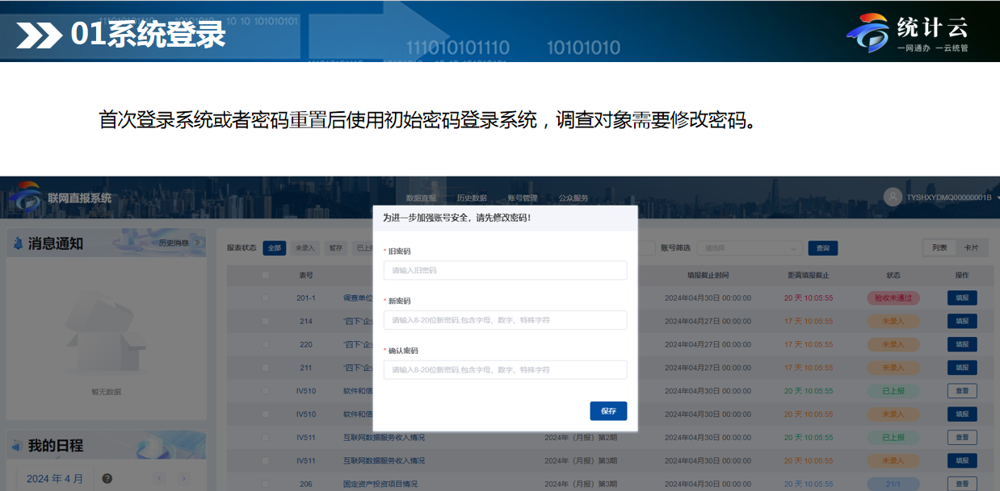 111010101110
10 10 101010101
01系统登录
111010101110
10101010
统计云
一网通办 一云统管
首次登录系统或者密码重置后使用初始密码登录系统，调查对象需要修改密码。
联网直报系统
数据直报 历史数据 账号管理 公众服务
TYSHXYDMQ00000001B
为进一步加强账号安全，请先修改密码！
* 旧密码
请输入旧密码
* 新密码
请输入8-20位新密码,包含字母、数字、特殊字符
* 确认密码
请输入8-20位新密码,包含字母、数字、特殊字符
保存
消息通知 历史消息
暂无数据
我的日程
2024 年 4 月
报表状态 全部 未录入 暂存 已上 账号筛选 请选择 查询 列表 卡片
表号 填报截止时间 距离填报截止 状态 操作
201-1 调查单位 2024年04月30日 00:00:00 20 天 10:05:55 验收未通过 填报
214 “四下”企 2024年04月27日 00:00:00 17 天 10:05:55 未录入 填报
220 “四下”企 2024年04月27日 00:00:00 17 天 10:05:55 未录入 填报
211 “四下”企 2024年04月27日 00:00:00 17 天 10:05:55 未录入 填报
IV510 软件和信 2024年04月30日 00:00:00 20 天 10:05:55 已上报 查看
IV510 软件和信 2024年04月30日 00:00:00 20 天 10:05:55 未录入 填报
IV511 互联网数据服务收入情况 2024年（月报）第2期 2024年04月30日 00:00:00 20 天 10:05:55 已上报 查看
IV511 互联网数据服务收入情况 2024年（月报）第3期 2024年04月30日 00:00:00 20 天 10:05:55 未录入 填报
206 固定资产投资项目情况 2024年（月报）第3期 2024年04月30日 00:00:00 20 天 10:05:55 21/1 查看